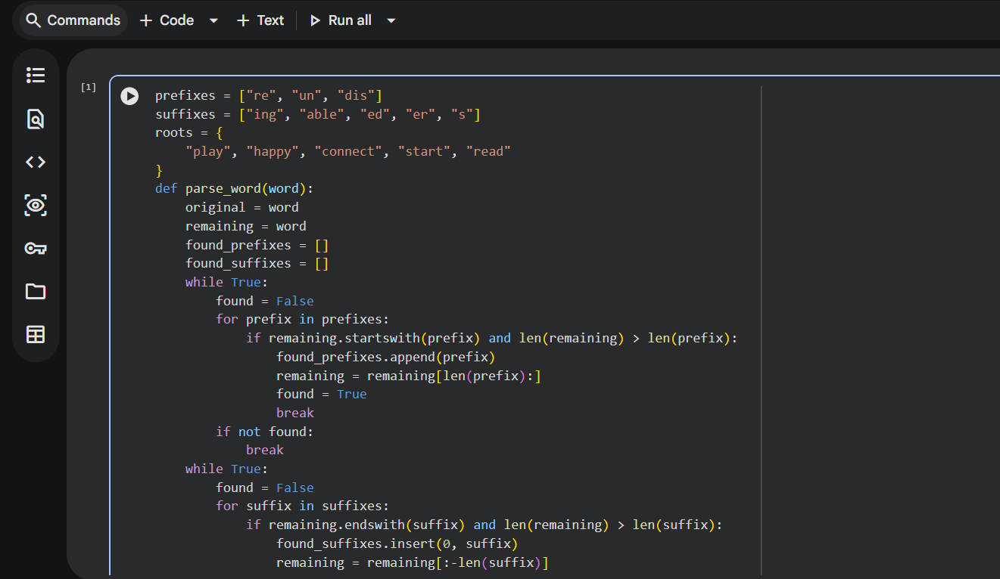 Commands + Code + Text Run all
[1]
prefixes = ["re", "un", "dis"]
suffixes = ["ing", "able", "ed", "er", "s"]
roots = {
    "play", "happy", "connect", "start", "read"
}
def parse_word(word):
    original = word
    remaining = word
    found_prefixes = []
    found_suffixes = []
    while True:
        found = False
        for prefix in prefixes:
            if remaining.startswith(prefix) and len(remaining) > len(prefix):
                found_prefixes.append(prefix)
                remaining = remaining[len(prefix):]
                found = True
                break
        if not found:
            break
    while True:
        found = False
        for suffix in suffixes:
            if remaining.endswith(suffix) and len(remaining) > len(suffix):
                found_suffixes.insert(0, suffix)
                remaining = remaining[:-len(suffix)]